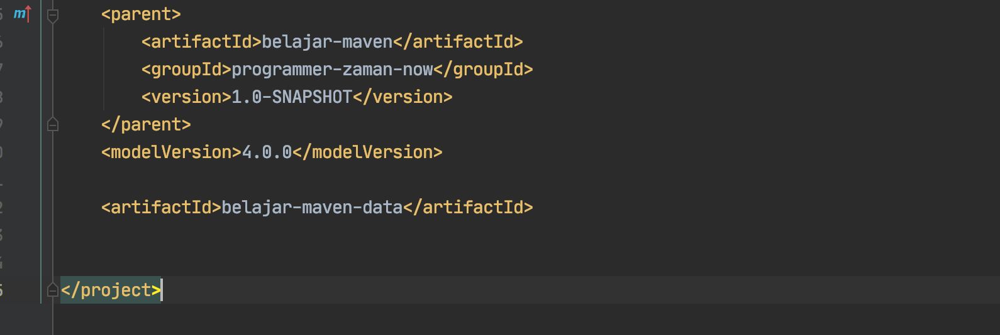 <parent>
<artifactId>belajar-maven</artifactId>
<groupId>programmer-zaman-now</groupId>
<version>1.0-SNAPSHOT</version>
</parent>
<modelVersion>4.0.0</modelVersion>
<artifactId>belajar-maven-data</artifactId>
</project>